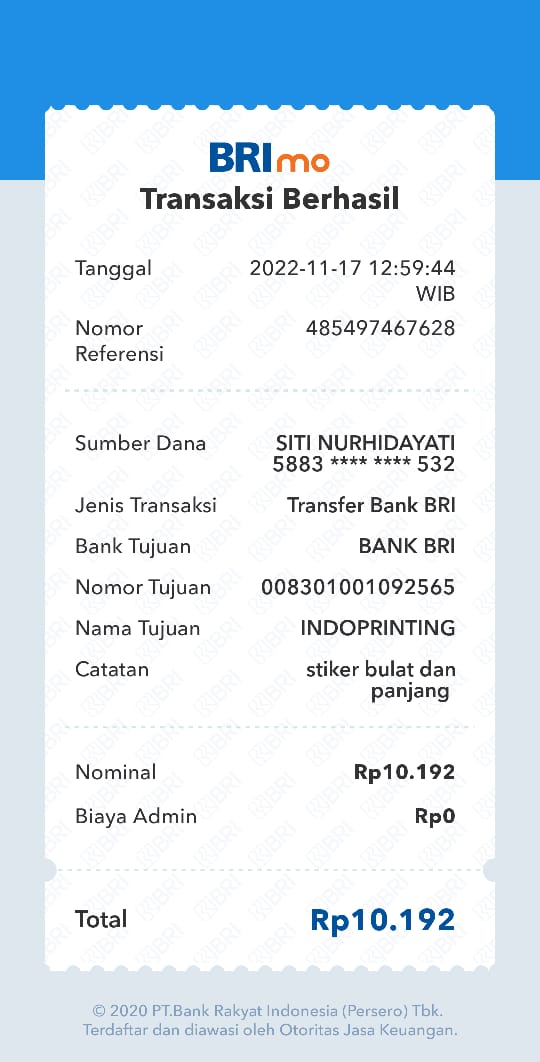 BRImo
Transaksi Berhasil
Tanggal 2022-11-17 12:59:44
WIB
Nomor Referensi 485497467628
Sumber Dana SITI NURHIDAYATI
5883 **** **** 532
Jenis Transaksi Transfer Bank BRI
Bank Tujuan BANK BRI
Nomor Tujuan 008301001092565
Nama Tujuan INDOPRINTING
Catatan stiker bulat dan
panjang
Nominal Rp10.192
Biaya Admin Rp0
Total Rp10.192
© 2020 PT.Bank Rakyat Indonesia (Persero) Tbk.
Terdaftar dan diawasi oleh Otoritas Jasa Keuangan.